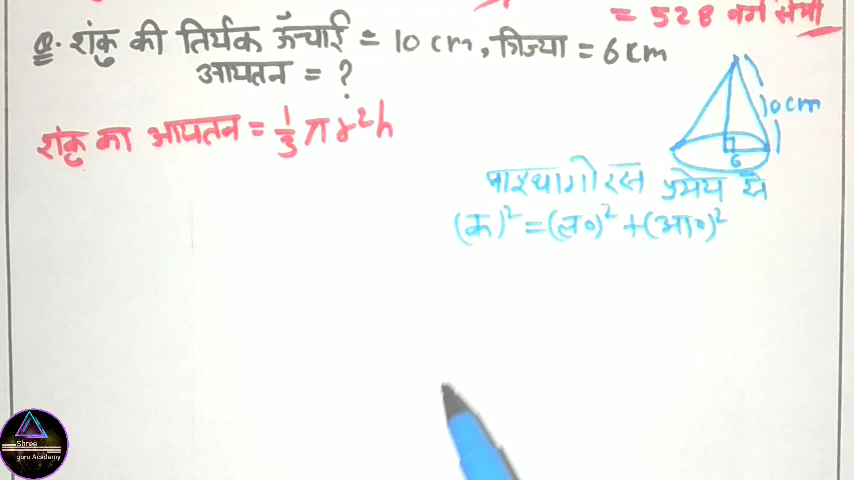 = 528 वर्ग सेमी
Q. शंकु की तिर्यक ऊँचाई = 10 cm, त्रिज्या = 6 cm
आयतन = ?
10cm
6
शंकु का आयतन = 1/3 π r²h
पाइथागोरस प्रमेय से
(क)² = (ल०)² + (आ०)²
Shree
guru Academy